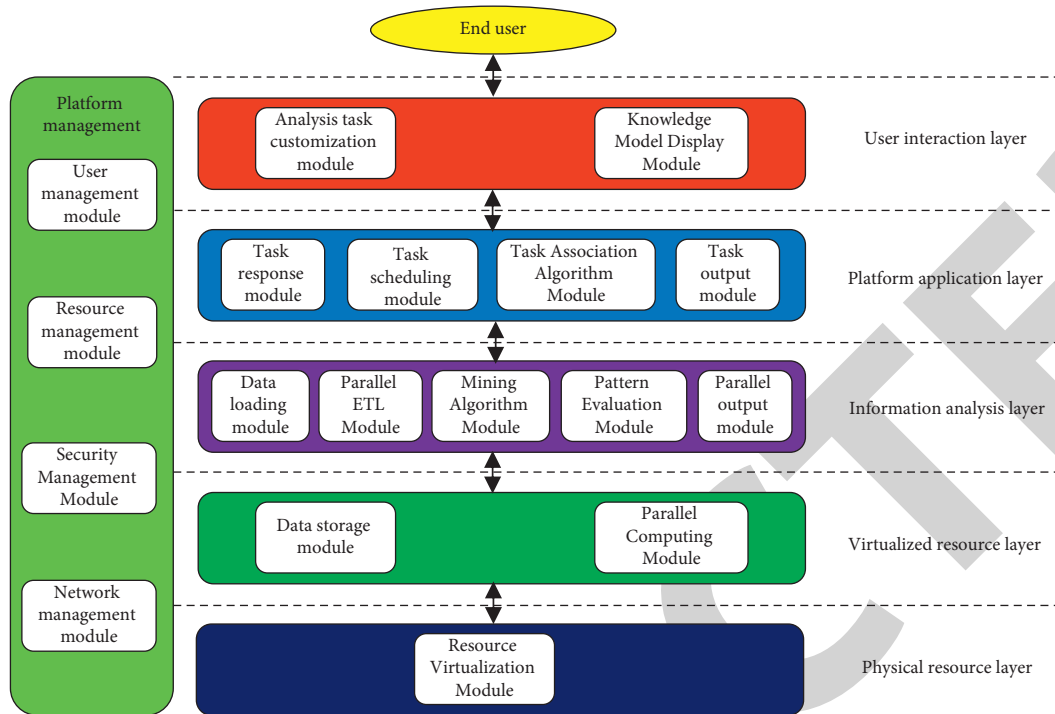 End user
Platform
management
User
management
module
Resource
management
module
Security
Management
Module
Network
management
module
Analysis task
customization
module
Knowledge
Model Display
Module
User interaction layer
Task
response
module
Task
scheduling
module
Task Association
Algorithm
Module
Task
output
module
Platform application layer
Data
loading
module
Parallel
ETL
Module
Mining
Algorithm
Module
Pattern
Evaluation
Module
Parallel
output
module
Information analysis layer
Data storage
module
Parallel
Computing
Module
Virtualized resource layer
Resource
Virtualization
Module
Physical resource layer